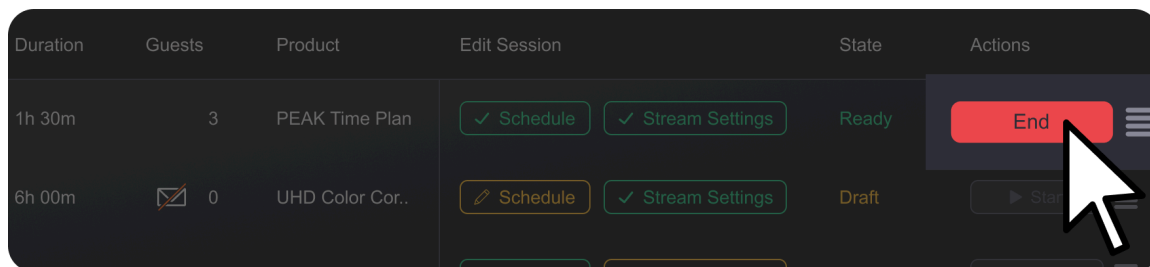 Duration Guests Product Edit Session State Actions
1h 30m 3 PEAK Time Plan Schedule Stream Settings Ready End
6h 00m 0 UHD Color Cor.. Schedule Stream Settings Draft